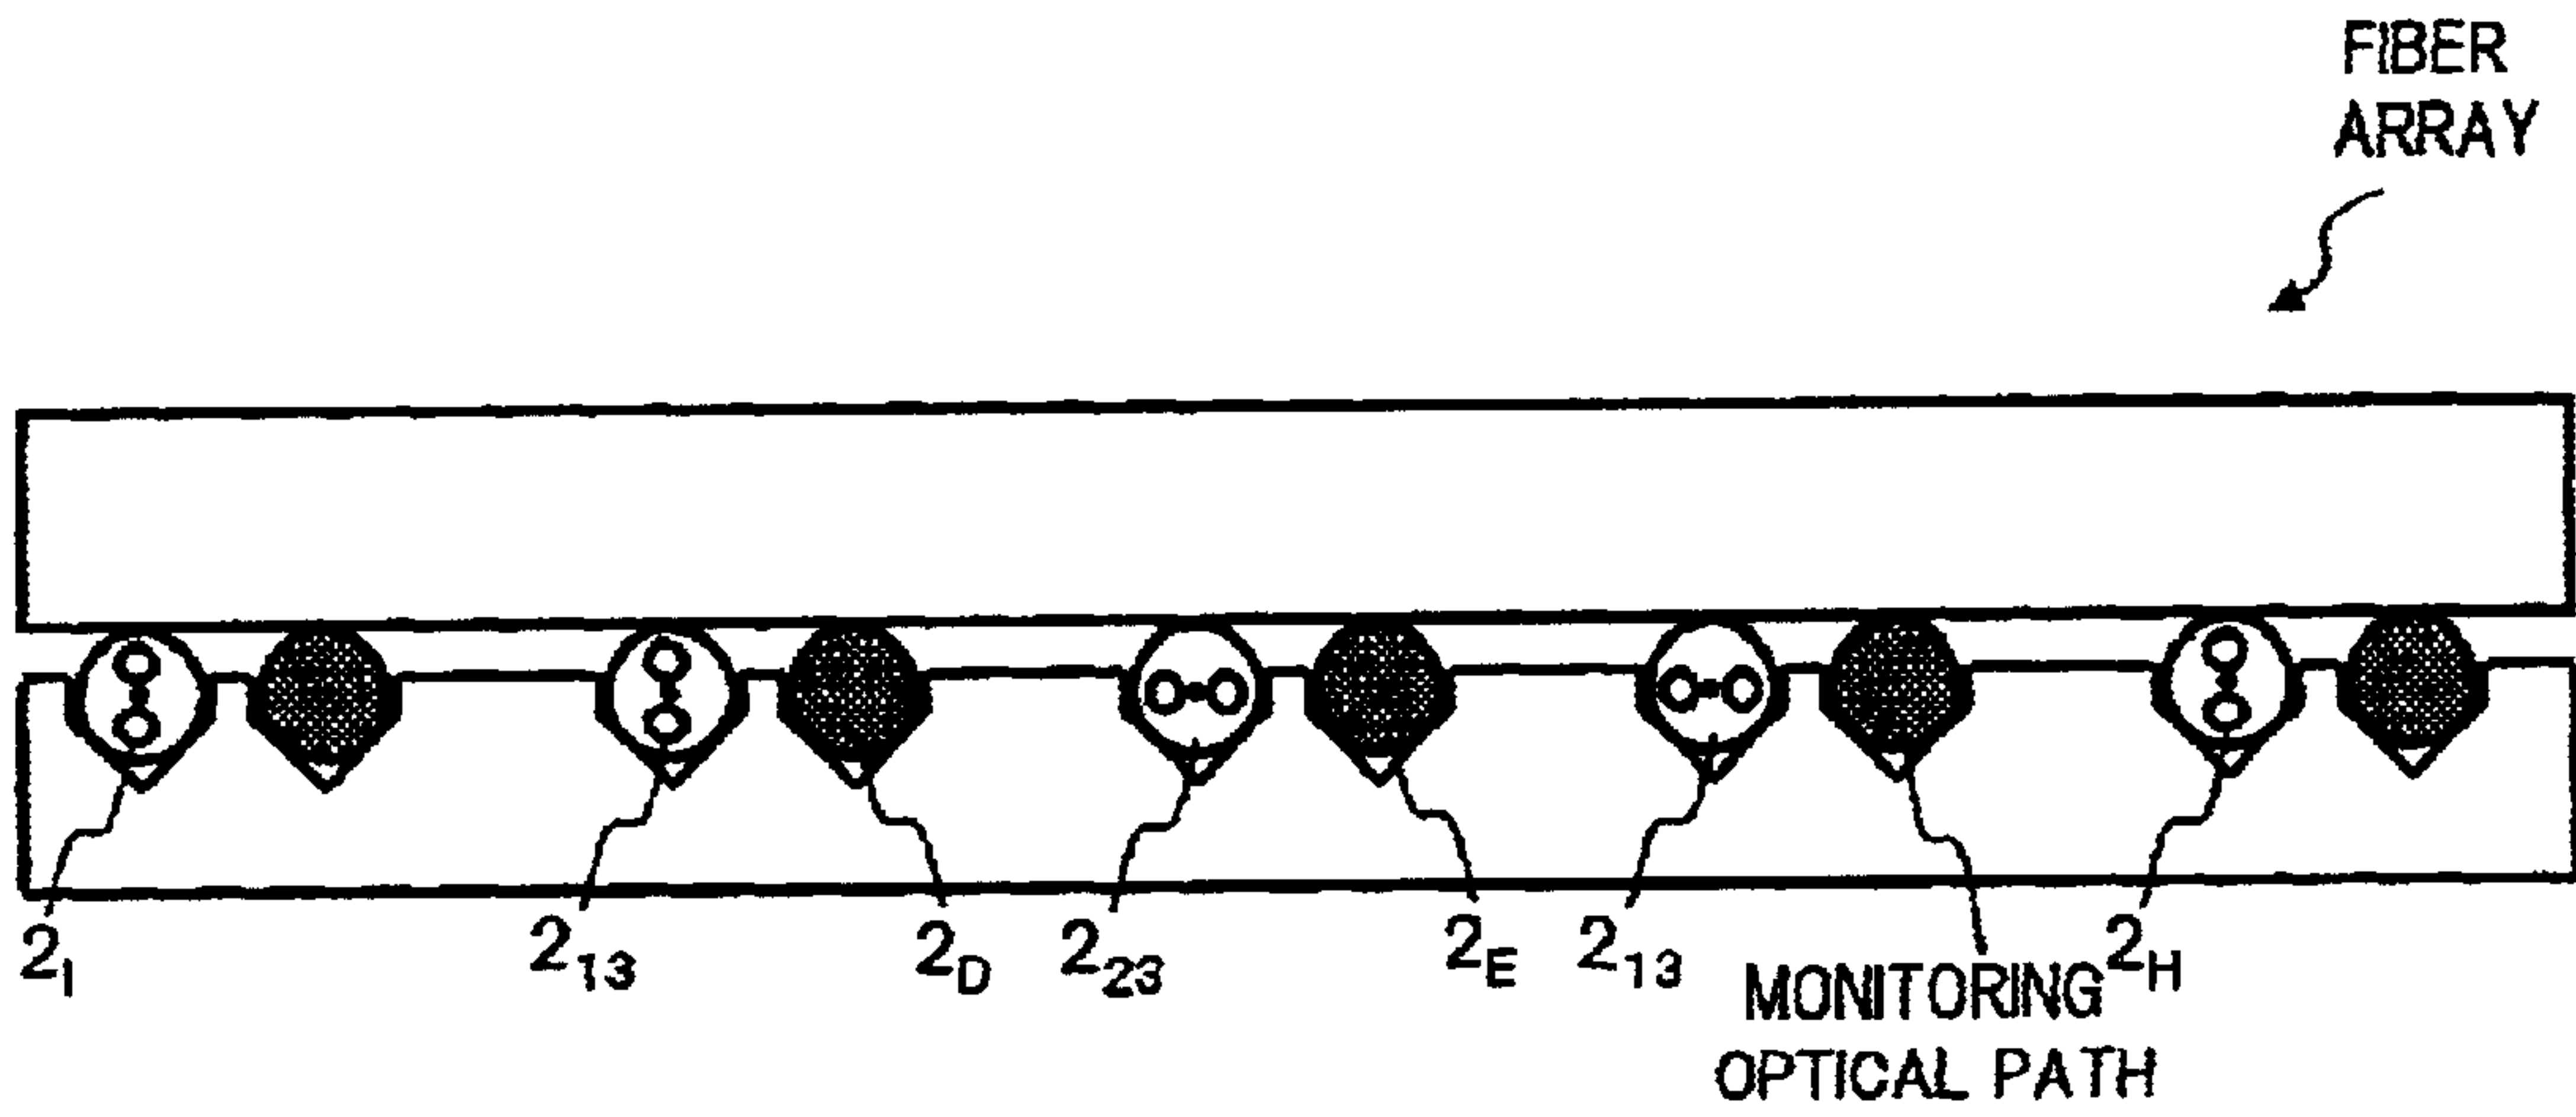 FIBER
ARRAY
2I 213 2D 223 2E 213 2H
MONITORING
OPTICAL PATH